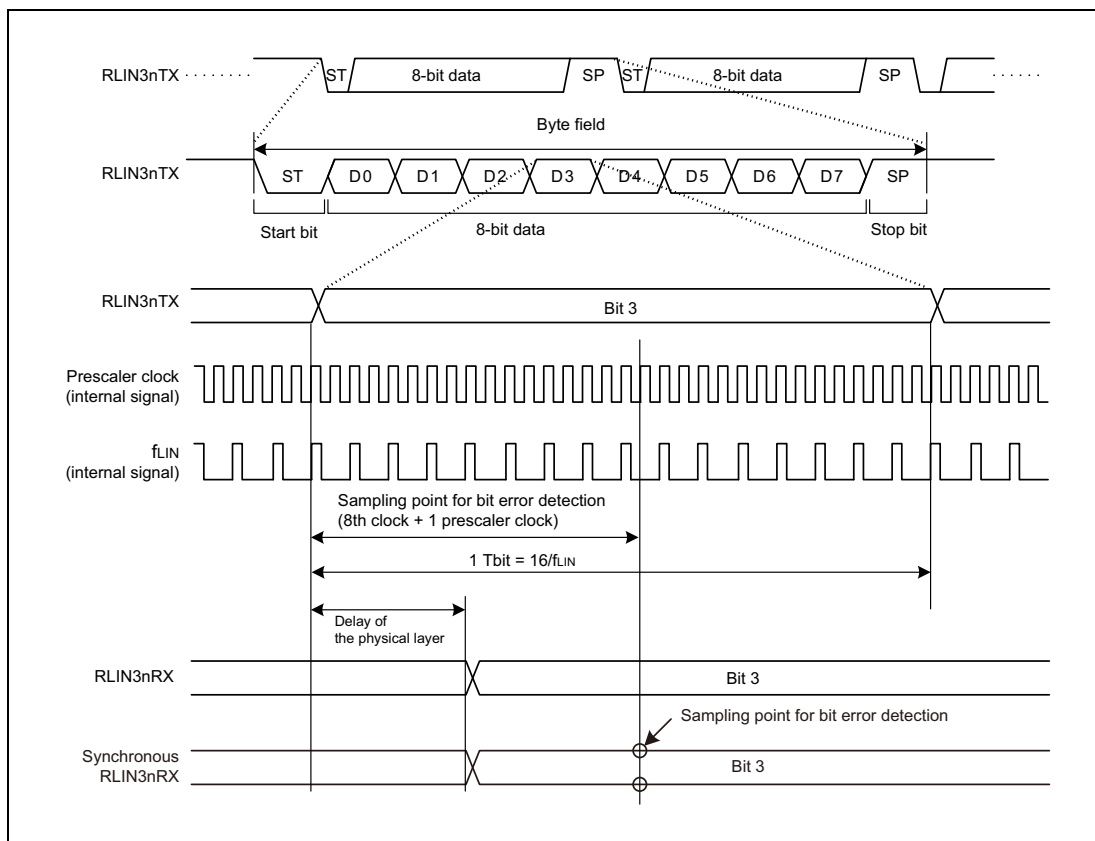 RLIN3nTX ST 8-bit data SP ST 8-bit data SP
Byte field
RLIN3nTX ST D0 D1 D2 D3 D4 D5 D6 D7 SP
Start bit 8-bit data Stop bit
RLIN3nTX Bit 3
Prescaler clock
(internal signal)
fLIN
(internal signal)
Sampling point for bit error detection
(8th clock + 1 prescaler clock)
1 Tbit = 16/fLIN
Delay of
the physical layer
RLIN3nRX Bit 3
Sampling point for bit error detection
Synchronous
RLIN3nRX
Bit 3